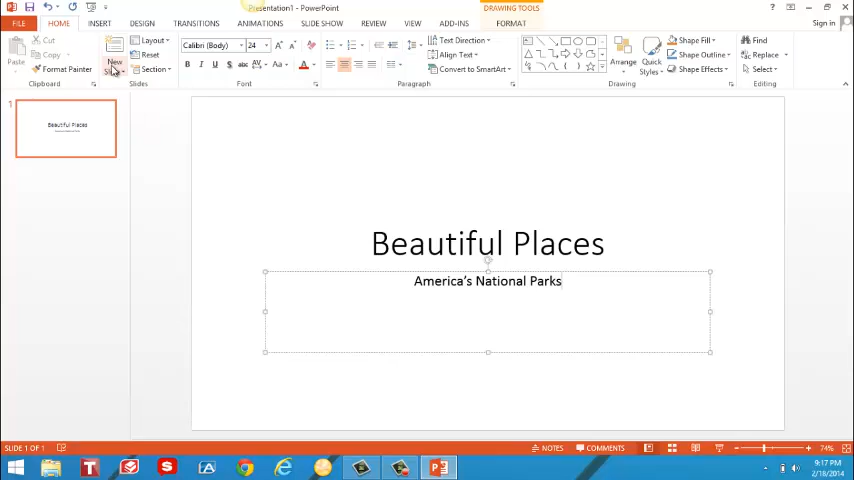 Presentation1 - PowerPoint
DRAWING TOOLS
FILE HOME INSERT DESIGN TRANSITIONS ANIMATIONS SLIDE SHOW REVIEW VIEW ADD-INS FORMAT
Sign in
Paste
Cut
Copy
Format Painter
Clipboard
New
Layout
Reset
Section
Slides
Calibri (Body) 24
Font
Text Direction
Align Text
Convert to SmartArt
Paragraph
Arrange
Quick
Styles
Shape Fill
Shape Outline
Shape Effects
Drawing
Find
Replace
Select
Editing
1
Beautiful Places
Beautiful Places
America's National Parks
SLIDE 1 OF 1
NOTES
COMMENTS
74%
9:17 PM
2/18/2014